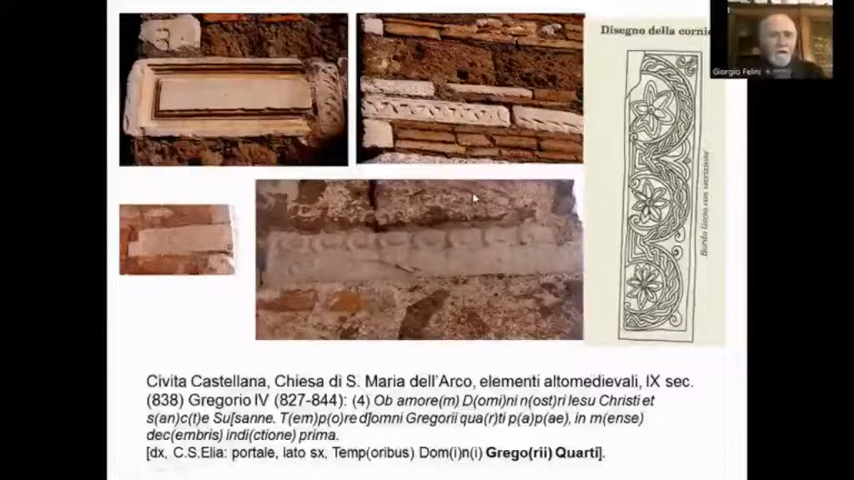 Disegno della corni
Giorgio Felini
Bordo liscio con iscrizione
Civita Castellana, Chiesa di S. Maria dell'Arco, elementi altomedievali, IX sec.
(838) Gregorio IV (827-844): (4) Ob amore(m) D(omi)ni n(ost)ri Iesu Christi et
s(an)c(t)e Su[sanne. T(em)p(o)re d]omni Gregorii qua(r)ti p(a)p(ae), in m(ense)
dec(embris) indi(ctione) prima.
[dx, C.S.Elia: portale, lato sx, Temp(oribus) Dom(i)n(i) Grego(rii) Quarti].